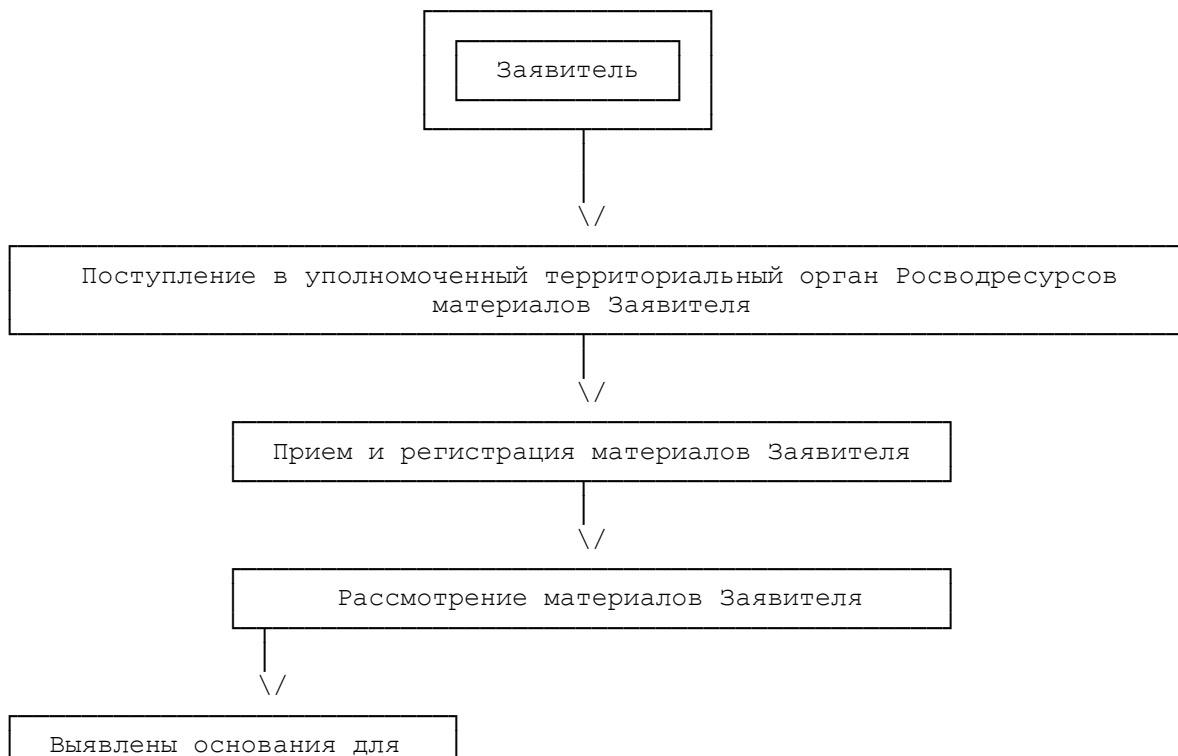 Заявитель
Поступление в уполномоченный территориальный орган Росводресурсов
материалов Заявителя
Прием и регистрация материалов Заявителя
Рассмотрение материалов Заявителя
Выявлены основания для